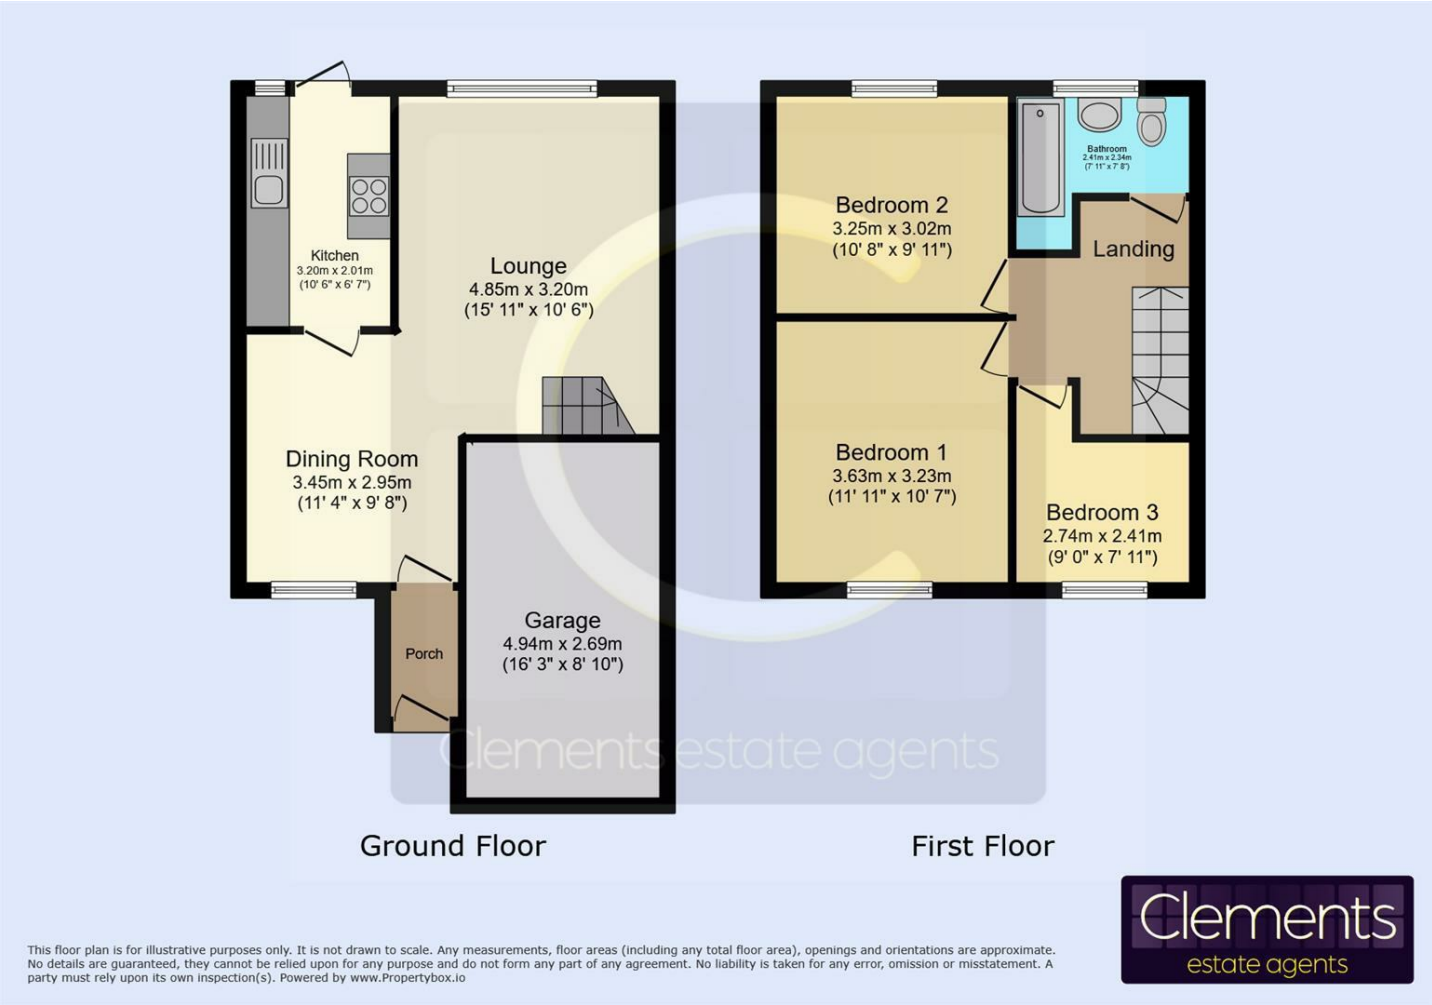 Kitchen
3.20m x 2.01m
(10' 6" x 6' 7")
Lounge
4.85m x 3.20m
(15' 11" x 10' 6")
Dining Room
3.45m x 2.95m
(11' 4" x 9' 8")
Porch
Garage
4.94m x 2.69m
(16' 3" x 8' 10")
Bedroom 2
3.25m x 3.02m
(10' 8" x 9' 11")
Bathroom
2.41m x 2.34m
(7' 11" x 7' 8")
Landing
Bedroom 1
3.63m x 3.23m
(11' 11" x 10' 7")
Bedroom 3
2.74m x 2.41m
(9' 0" x 7' 11")
Clements estate agents
Ground Floor
First Floor
Clements
estate agents
This floor plan is for illustrative purposes only. It is not drawn to scale. Any measurements, floor areas (including any total floor area), openings and orientations are approximate.
No details are guaranteed, they cannot be relied upon for any purpose and do not form any part of any agreement. No liability is taken for any error, omission or misstatement. A
party must rely upon its own inspection(s). Powered by www.Propertybox.io